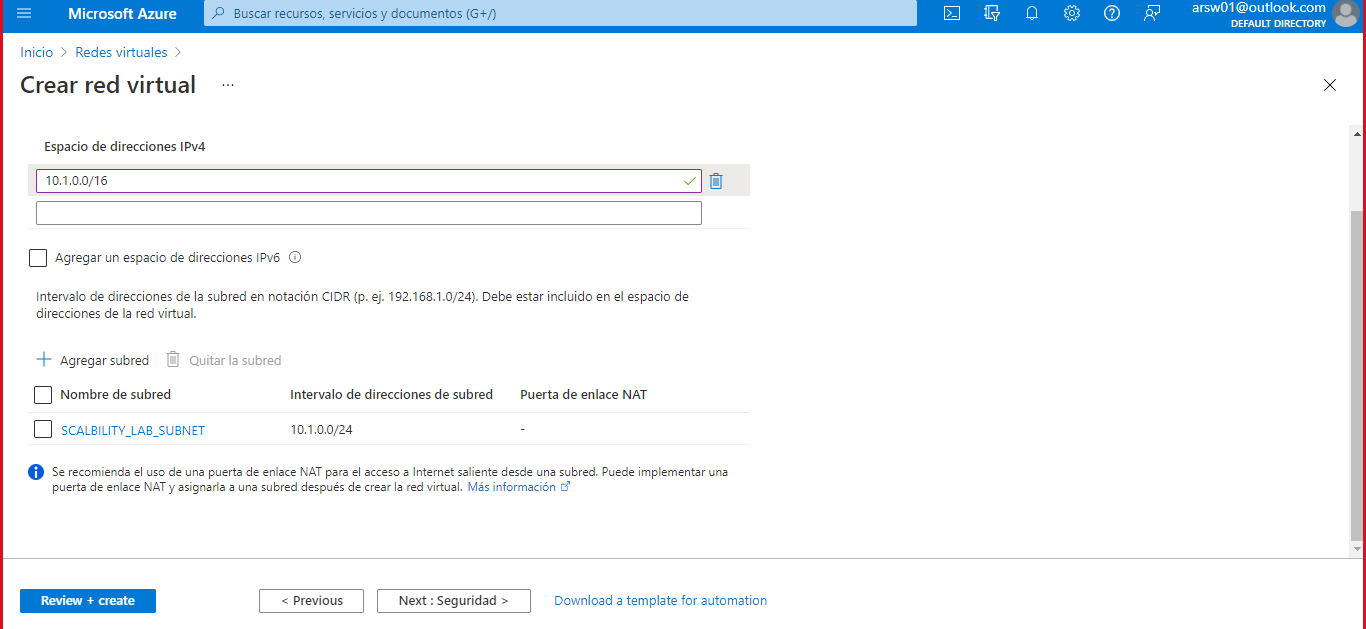 Microsoft Azure
Buscar recursos, servicios y documentos (G+/)
arsw01@outlook.com
DEFAULT DIRECTORY
Inicio > Redes virtuales >
Crear red virtual ...
Espacio de direcciones IPv4
10.1.0.0/16
Agregar un espacio de direcciones IPv6
Intervalo de direcciones de la subred en notación CIDR (p. ej. 192.168.1.0/24). Debe estar incluido en el espacio de
direcciones de la red virtual.
+ Agregar subred Quitar la subred
Nombre de subred Intervalo de direcciones de subred Puerta de enlace NAT
SCALBILITY_LAB_SUBNET 10.1.0.0/24 -
Se recomienda el uso de una puerta de enlace NAT para el acceso a Internet saliente desde una subred. Puede implementar una
puerta de enlace NAT y asignarla a una subred después de crear la red virtual. Más información
Review + create < Previous Next : Seguridad > Download a template for automation